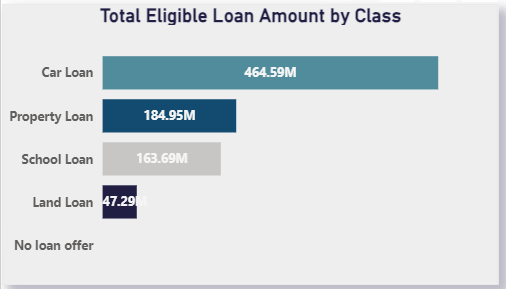 Total Eligible Loan Amount by Class
Car Loan 464.59M
Property Loan 184.95M
School Loan 163.69M
Land Loan 47.29M
No loan offer